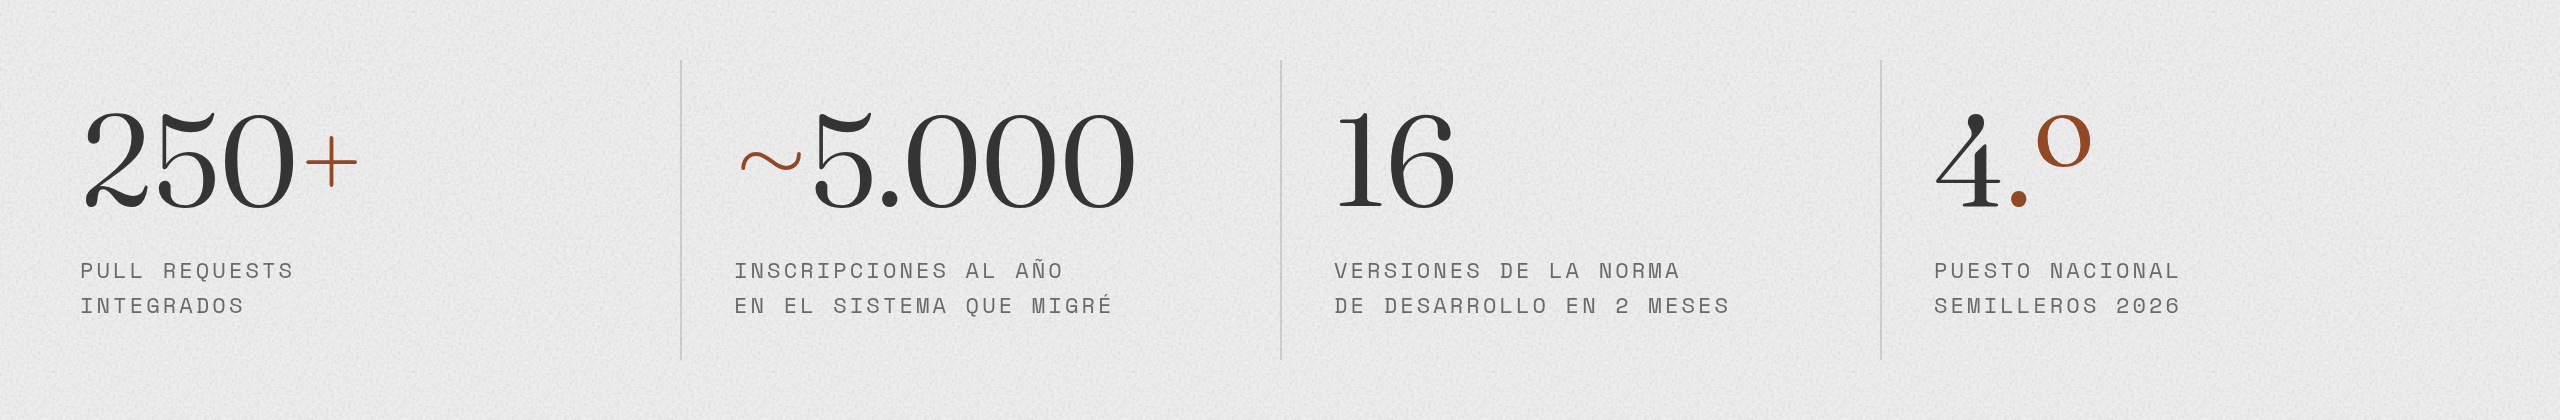 250+
PULL REQUESTS
INTEGRADOS
~5.000
INSCRIPCIONES AL AÑO
EN EL SISTEMA QUE MIGRÉ
16
VERSIONES DE LA NORMA
DE DESARROLLO EN 2 MESES
4.º
PUESTO NACIONAL
SEMILLEROS 2026